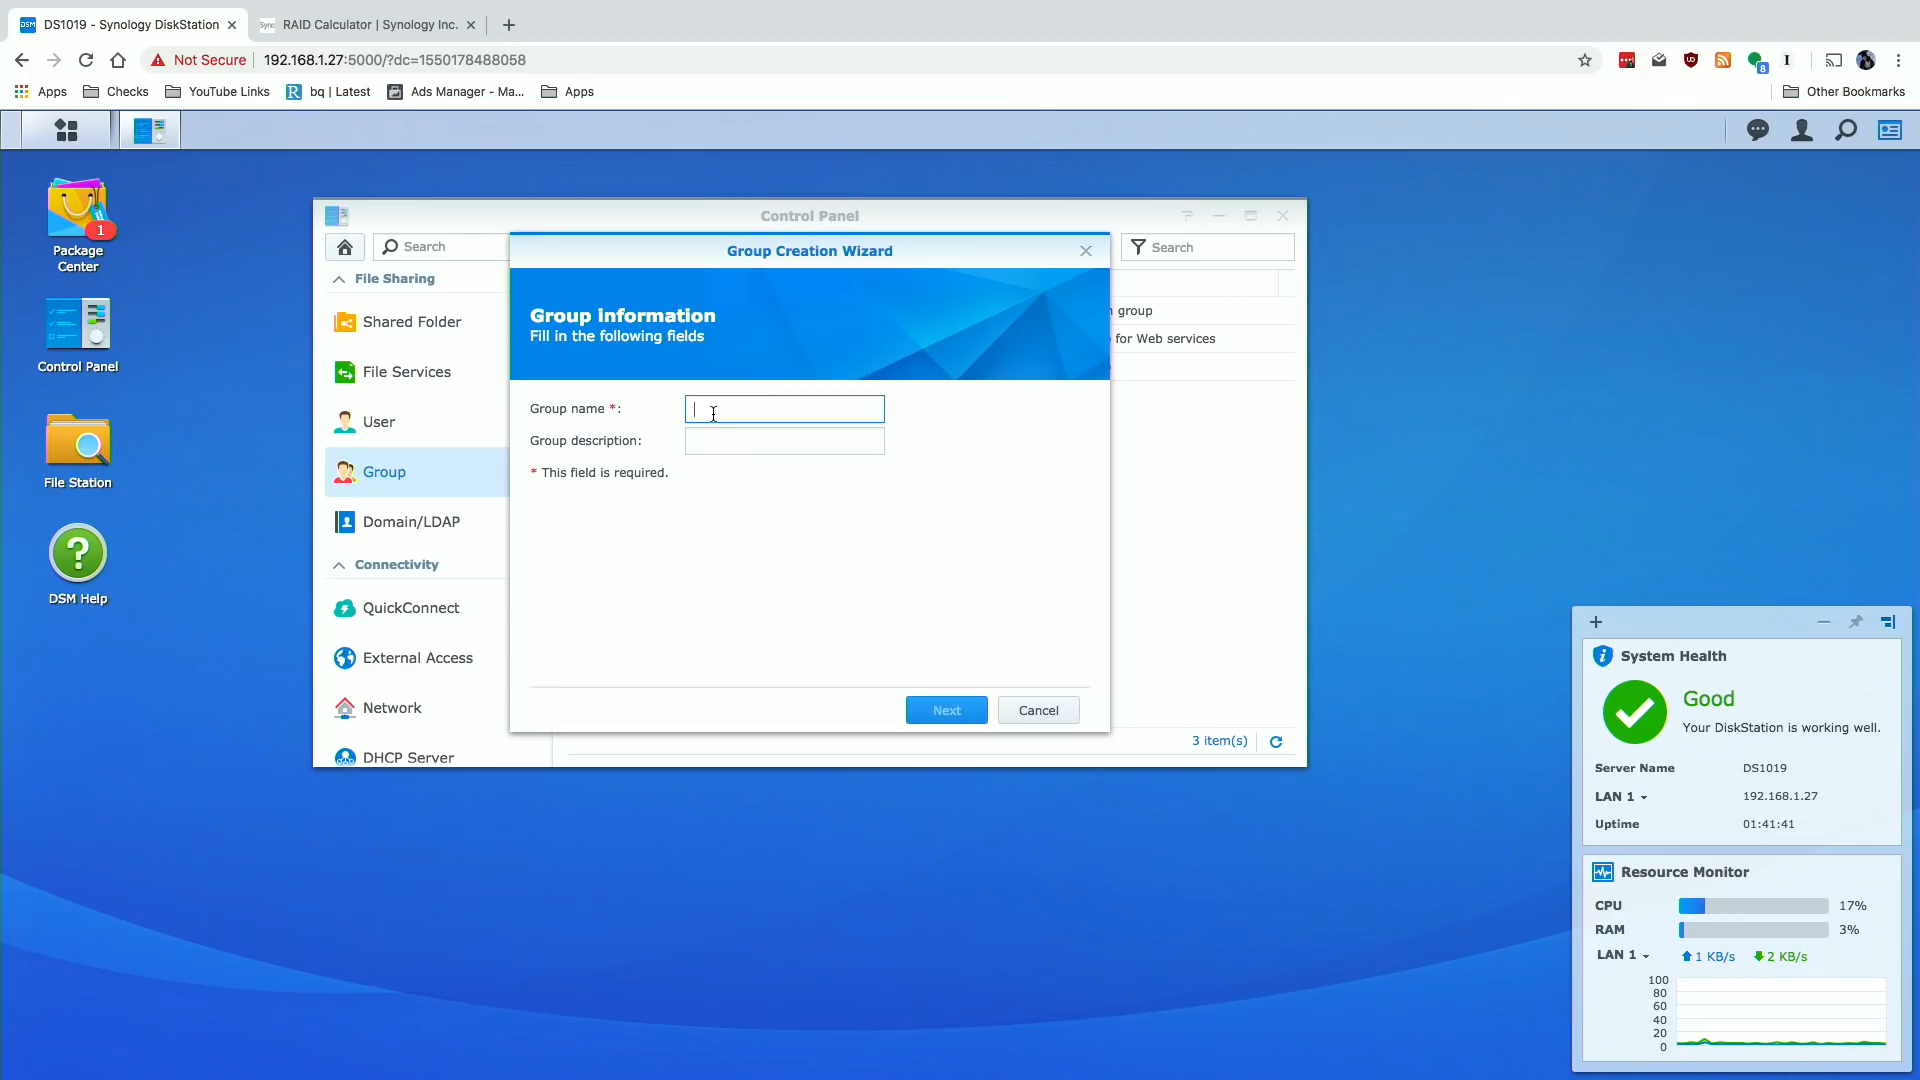 DSM
DS1019 - Synology DiskStation
Sync
RAID Calculator | Synology Inc.
Not Secure
192.168.1.27:5000/?dc=1550178488058
8
I
Apps
Checks
YouTube Links
R
bq | Latest
Ads Manager - Ma...
Apps
Other Bookmarks
1
Package
Center
Control Panel
File Station
?
DSM Help
Control Panel
Search
Search
File Sharing
Shared Folder
File Services
User
Group
Domain/LDAP
Connectivity
QuickConnect
External Access
Network
DHCP Server
group
for Web services
3 item(s)
Group Creation Wizard
Group information
Fill in the following fields
Group name *:
Group description:
* This field is required.
Next
Cancel
System Health
Good
Your DiskStation is working well.
Server Name DS1019
LAN 1 192.168.1.27
Uptime 01:41:41
Resource Monitor
CPU 17%
RAM 3%
LAN 1 1 KB/s 2 KB/s
100
80
60
40
20
0